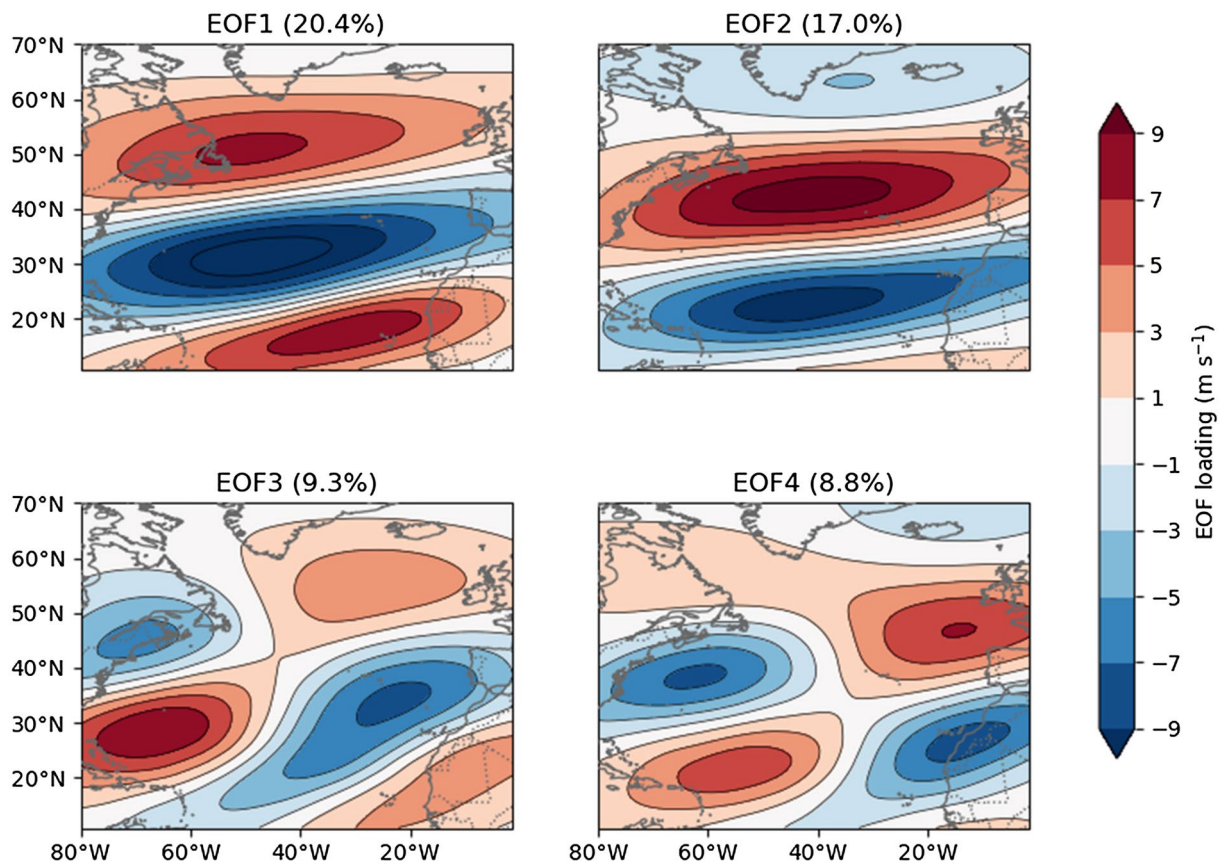 EOF1 (20.4%)
EOF2 (17.0%)
70°N
60°N
50°N
40°N
30°N
20°N
9
7
5
3
1
−1
−3
−5
−7
−9
EOF loading (m s⁻¹)
EOF3 (9.3%)
EOF4 (8.8%)
70°N
60°N
50°N
40°N
30°N
20°N
80°W 60°W 40°W 20°W
80°W 60°W 40°W 20°W